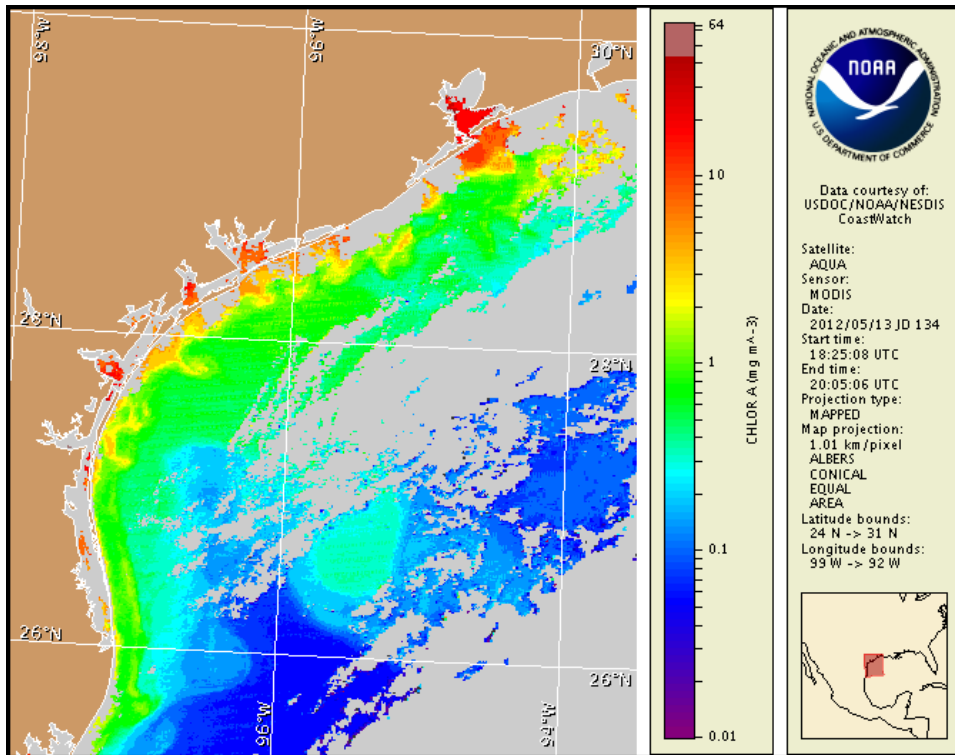 98°W
96°W
30°N
28°N
28°N
26°N
26°N
96°W
94°W
64
10
1
0.1
0.01
CHLOR A (mg m^-3)
NATIONAL OCEANIC AND ATMOSPHERIC ADMINISTRATION
NOAA
U.S. DEPARTMENT OF COMMERCE
Data courtesy of:
USDOC/NOAA/NESDIS
CoastWatch
Satellite:
AQUA
Sensor:
MODIS
Date:
2012/05/13 JD 134
Start time:
18:25:08 UTC
End time:
20:05:06 UTC
Projection type:
MAPPED
Map projection:
1.01 km/pixel
ALBERS
CONICAL
EQUAL
AREA
Latitude bounds:
24 N -> 31 N
Longitude bounds:
99 W -> 92 W